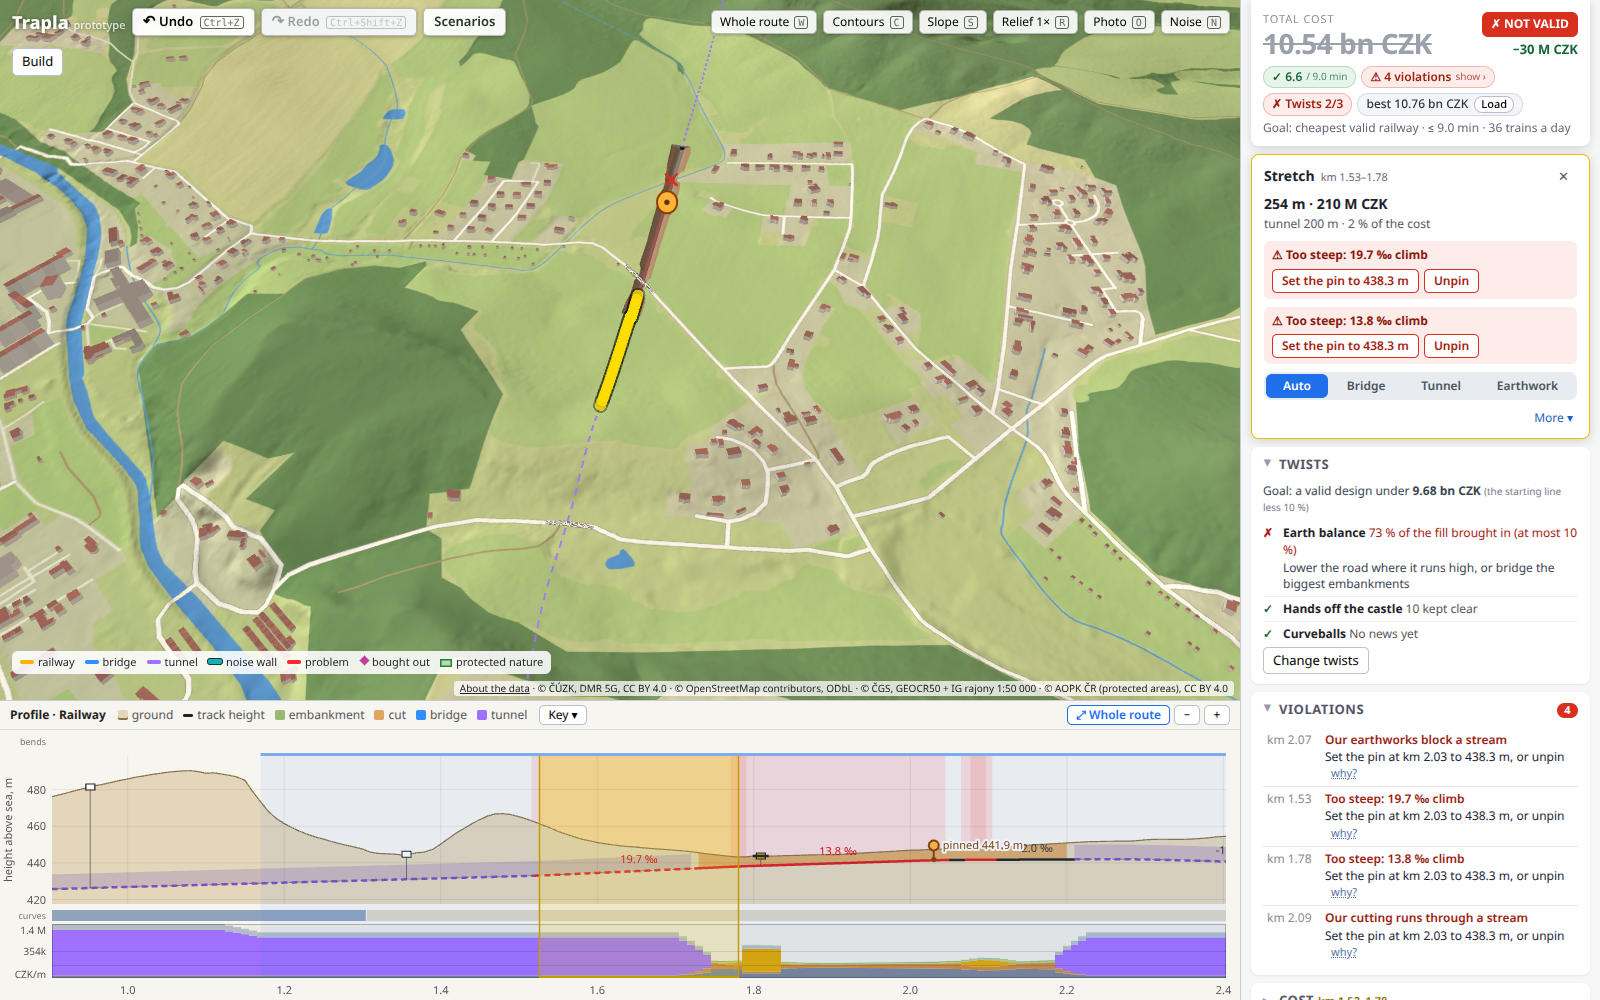 Trapla prototype
↶ Undo Ctrl+Z
↷ Redo Ctrl+Shift+Z
Scenarios
Whole route W
Contours C
Slope S
Relief 1× R
Photo O
Noise N
Build
railway
bridge
tunnel
noise wall
problem
bought out
protected nature
About the data · © ČÚZK, DMR 5G, CC BY 4.0 · © OpenStreetMap contributors, ODbL · © ČGS, GEOCR50 + IG rajony 1:50 000 · © AOPK ČR (protected areas), CC BY 4.0
Profile · Railway
ground
track height
embankment
cut
bridge
tunnel
Key ▾
⤢ Whole route
−
+
bends
height above sea, m
480
460
440
420
19.7 ‰
13.8 ‰
pinned 441.9 m
2.0 ‰
-1
curves
1.4 M
354k
CZK/m
1.0
1.2
1.4
1.6
1.8
2.0
2.2
2.4
TOTAL COST
10.54 bn CZK
✗ NOT VALID
−30 M CZK
✓ 6.6 / 9.0 min
⚠ 4 violations show ›
✗ Twists 2/3
best 10.76 bn CZK Load
Goal: cheapest valid railway · ≤ 9.0 min · 36 trains a day
Stretch km 1.53–1.78
✕
254 m · 210 M CZK
tunnel 200 m · 2 % of the cost
⚠ Too steep: 19.7 ‰ climb
Set the pin to 438.3 m
Unpin
⚠ Too steep: 13.8 ‰ climb
Set the pin to 438.3 m
Unpin
Auto
Bridge
Tunnel
Earthwork
More ▾
▼ TWISTS
Goal: a valid design under 9.68 bn CZK (the starting line
less 10 %)
✗ Earth balance 73 % of the fill brought in (at most 10
%)
Lower the road where it runs high, or bridge the
biggest embankments
✓ Hands off the castle 10 kept clear
✓ Curveballs No news yet
Change twists
▼ VIOLATIONS
4
km 2.07 Our earthworks block a stream
Set the pin at km 2.03 to 438.3 m, or unpin
why?
km 1.53 Too steep: 19.7 ‰ climb
Set the pin at km 2.03 to 438.3 m, or unpin
why?
km 1.78 Too steep: 13.8 ‰ climb
Set the pin at km 2.03 to 438.3 m, or unpin
why?
km 2.09 Our cutting runs through a stream
Set the pin at km 2.03 to 438.3 m, or unpin
why?
COST km 1.53–1.78